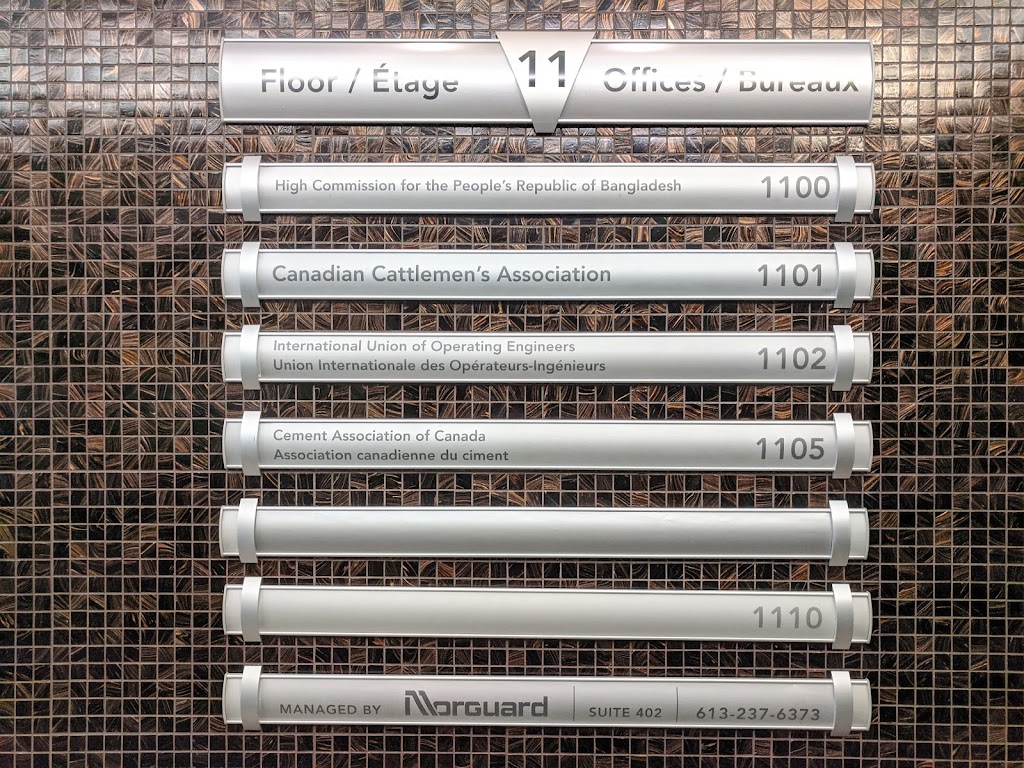 Floor / Étage 11 Offices / Bureaux
High Commission for the People's Republic of Bangladesh 1100
Canadian Cattlemen's Association 1101
International Union of Operating Engineers
Union Internationale des Opérateurs-Ingénieurs 1102
Cement Association of Canada
Association canadienne du ciment 1105
1110
MANAGED BY Morguard SUITE 402 613-237-6373